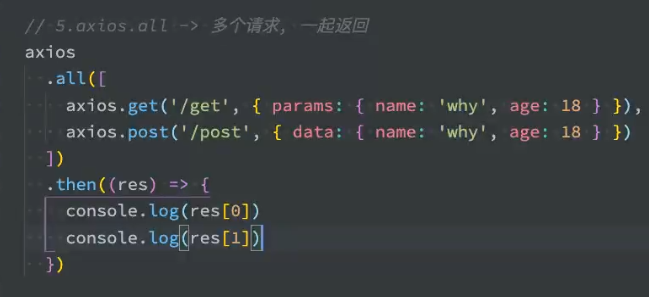 // 5.axios.all -> 多个请求, 一起返回
axios
.all([
axios.get('/get', { params: { name: 'why', age: 18 } }),
axios.post('/post', { data: { name: 'why', age: 18 } })
])
.then((res) => {
console.log(res[0])
console.log(res[1])
})